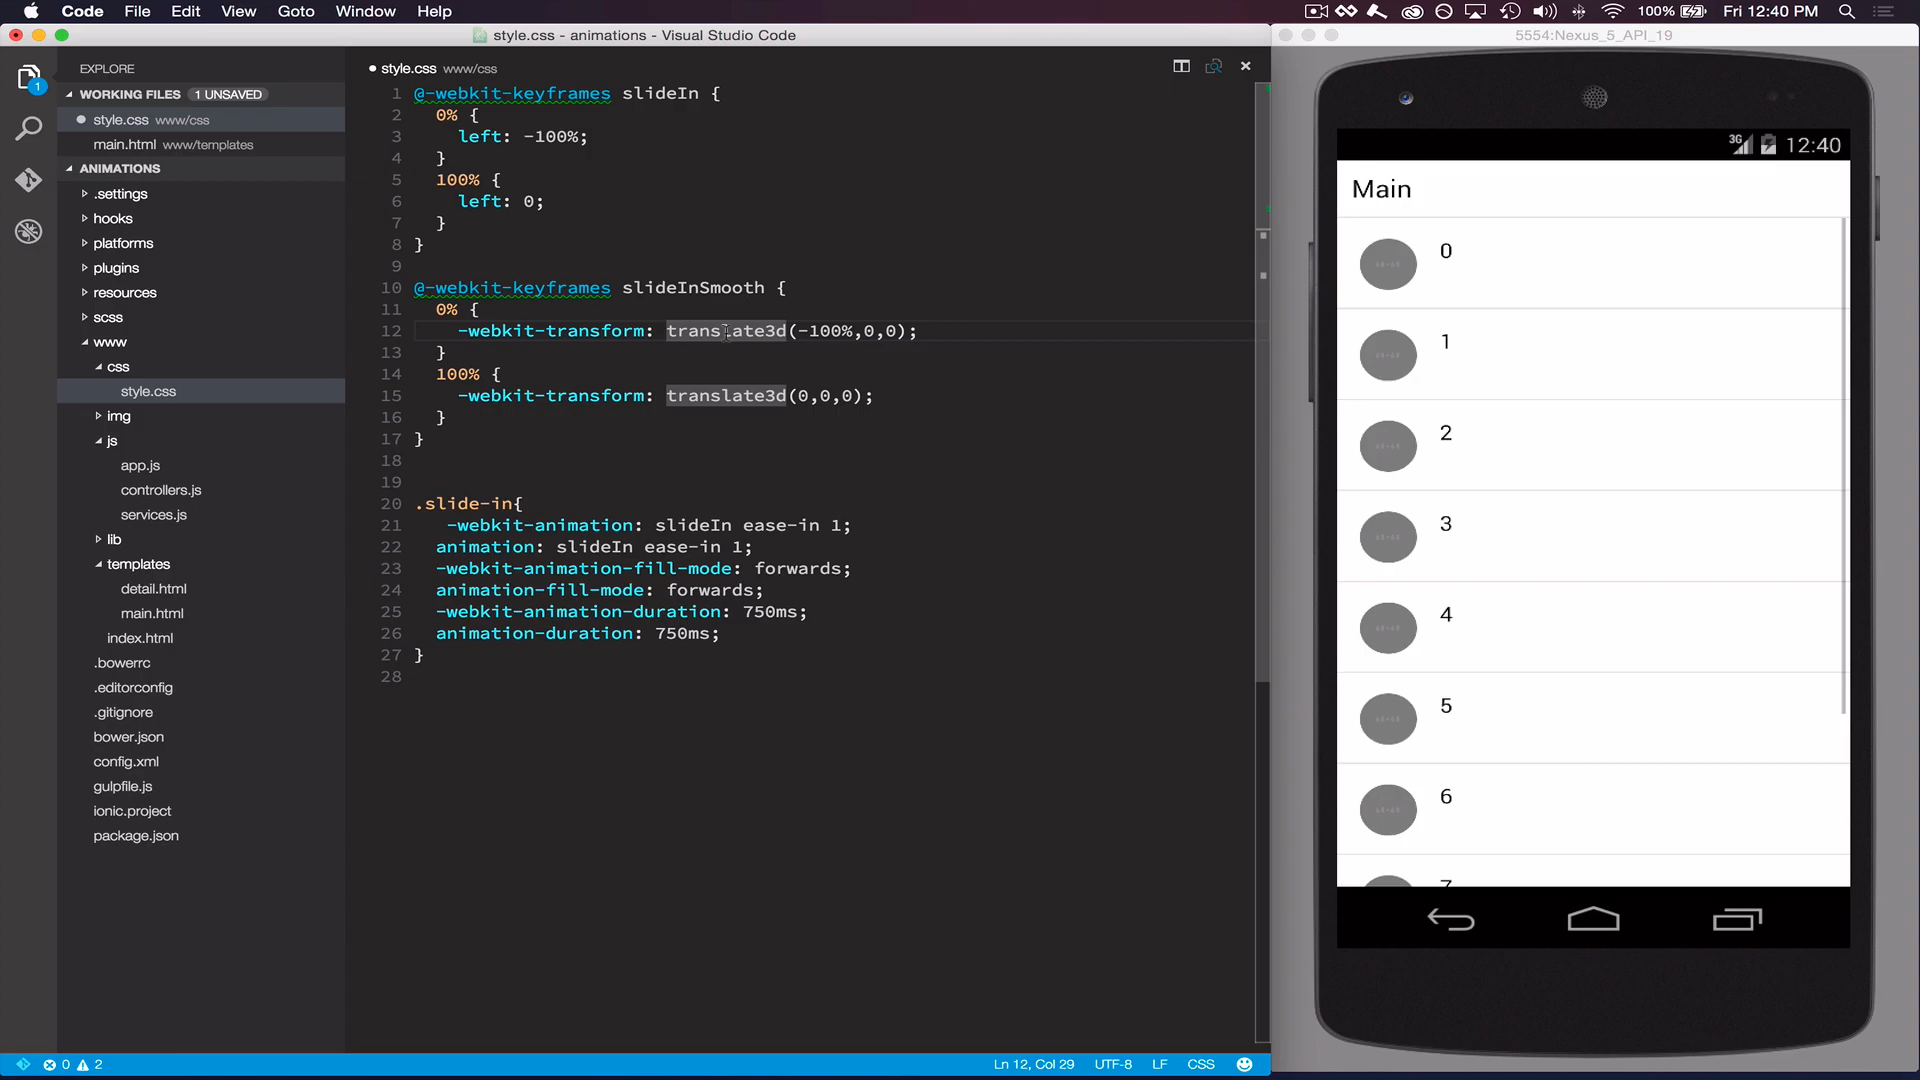 Code File Edit View Goto Window Help
100% Fri 12:40 PM
style.css - animations - Visual Studio Code
5554:Nexus_5_API_19
EXPLORE
WORKING FILES 1 UNSAVED
style.css www/css
main.html www/templates
ANIMATIONS
.settings
hooks
platforms
plugins
resources
scss
www
css
style.css
img
js
app.js
controllers.js
services.js
lib
templates
detail.html
main.html
index.html
.bowerrc
.editorconfig
.gitignore
bower.json
config.xml
gulpfile.js
ionic.project
package.json
1
style.css www/css
1 @-webkit-keyframes slideIn {
2 0% {
3 left: -100%;
4 }
5 100% {
6 left: 0;
7 }
8 }
9
10 @-webkit-keyframes slideInSmooth {
11 0% {
12 -webkit-transform: translate3d(-100%,0,0);
13 }
14 100% {
15 -webkit-transform: translate3d(0,0,0);
16 }
17 }
18
19
20 .slide-in{
21 -webkit-animation: slideIn ease-in 1;
22 animation: slideIn ease-in 1;
23 -webkit-animation-fill-mode: forwards;
24 animation-fill-mode: forwards;
25 -webkit-animation-duration: 750ms;
26 animation-duration: 750ms;
27 }
28
0 2
Ln 12, Col 29 UTF-8 LF CSS
3G 12:40
Main
0
1
2
3
4
5
6
7